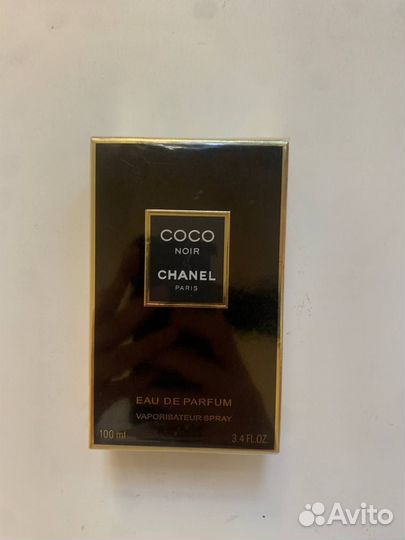 COCO
NOIR
CHANEL
PARIS
EAU DE PARFUM
VAPORISATEUR SPRAY
100 ml 3.4 FL.OZ.
Avito